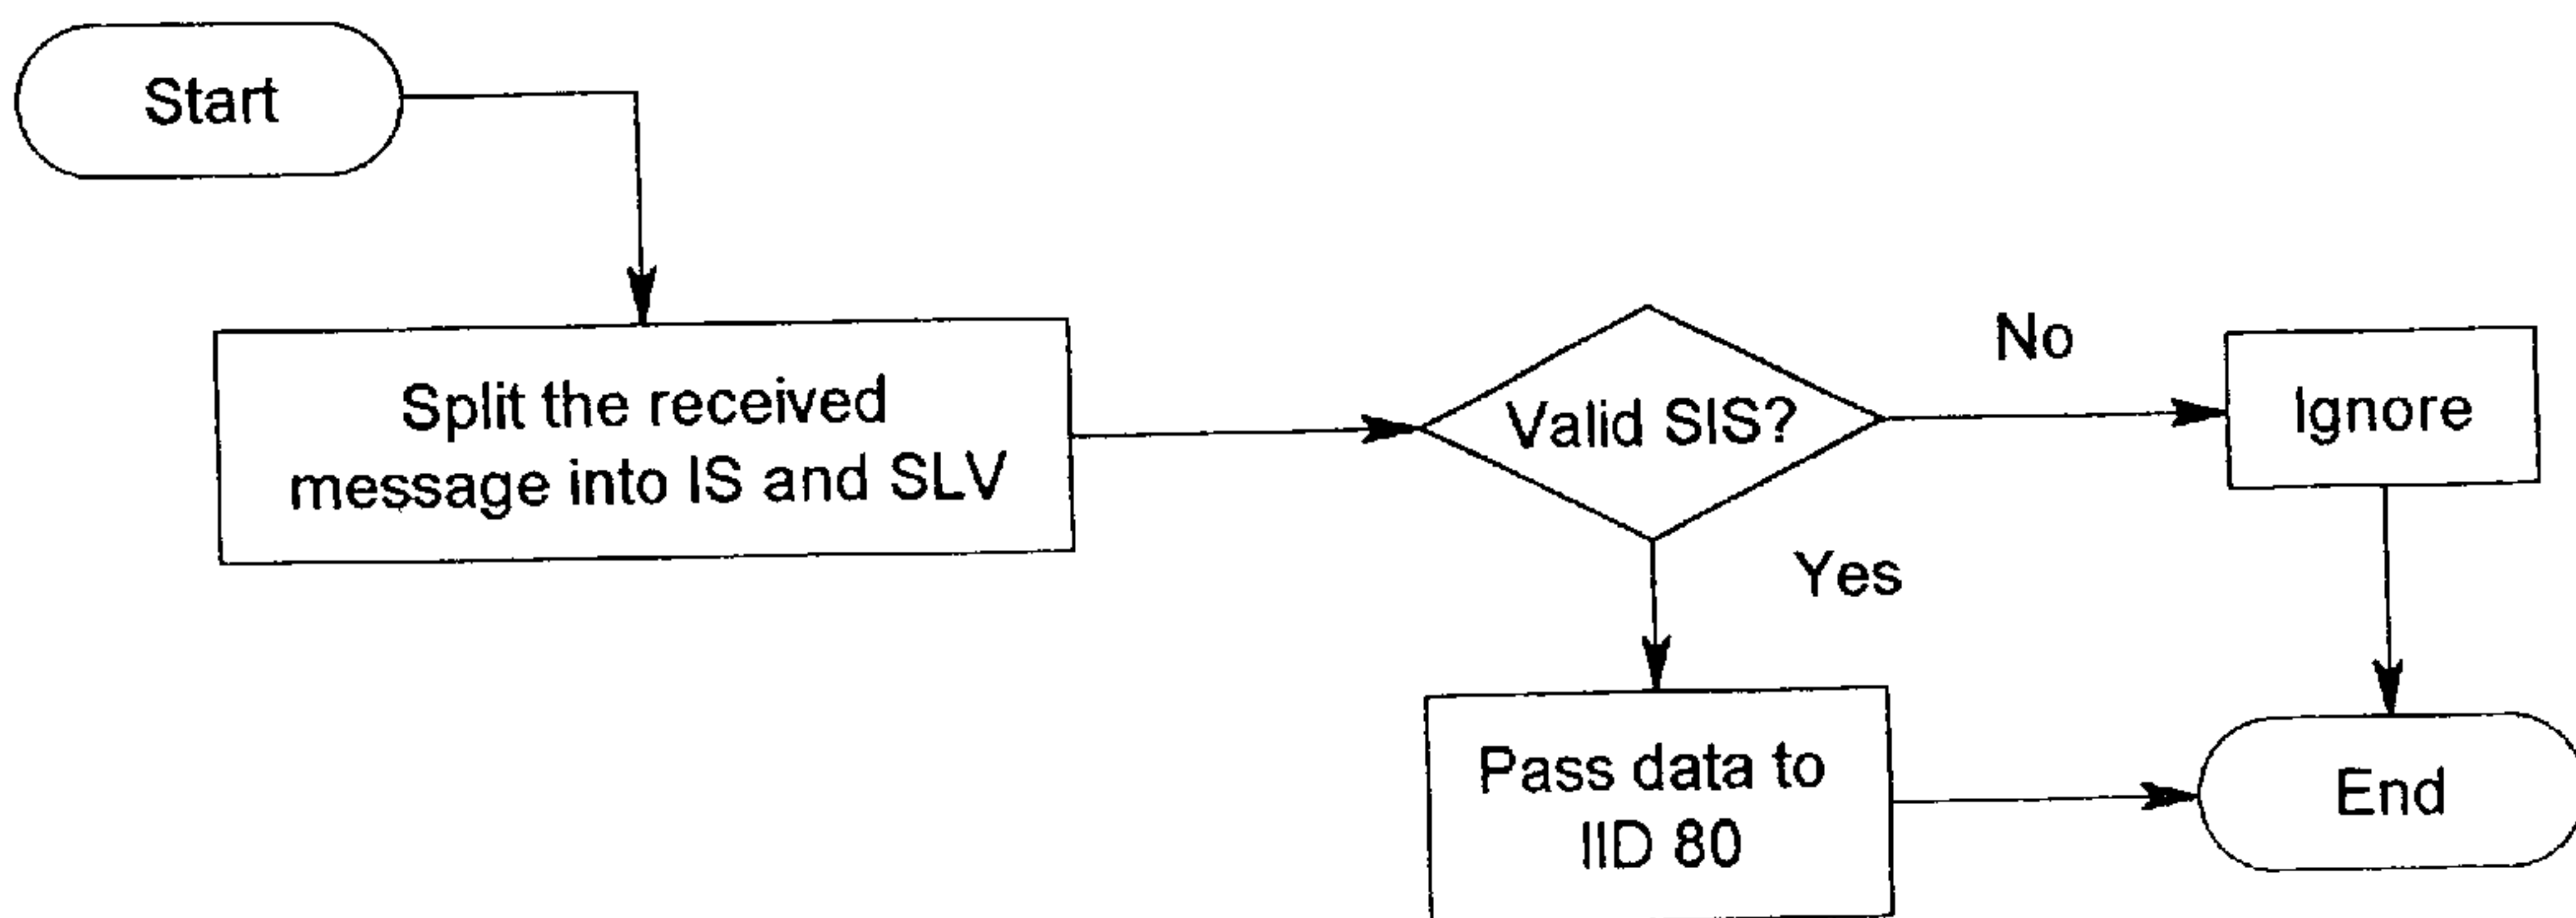 Start
Split the received
message into IS and SLV
Valid SIS?
No
Ignore
Yes
Pass data to
IID 80
End